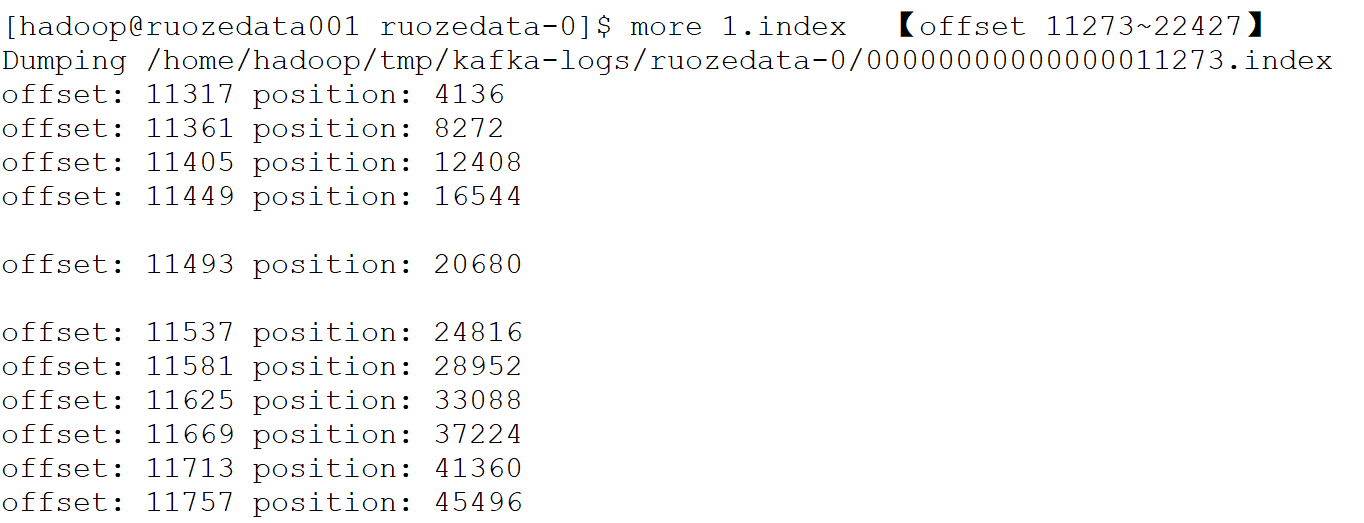 [hadoop@ruozedata001 ruozedata-0]$ more 1.index 【offset 11273~22427】
Dumping /home/hadoop/tmp/kafka-logs/ruozedata-0/00000000000000011273.index
offset: 11317 position: 4136
offset: 11361 position: 8272
offset: 11405 position: 12408
offset: 11449 position: 16544
offset: 11493 position: 20680
offset: 11537 position: 24816
offset: 11581 position: 28952
offset: 11625 position: 33088
offset: 11669 position: 37224
offset: 11713 position: 41360
offset: 11757 position: 45496